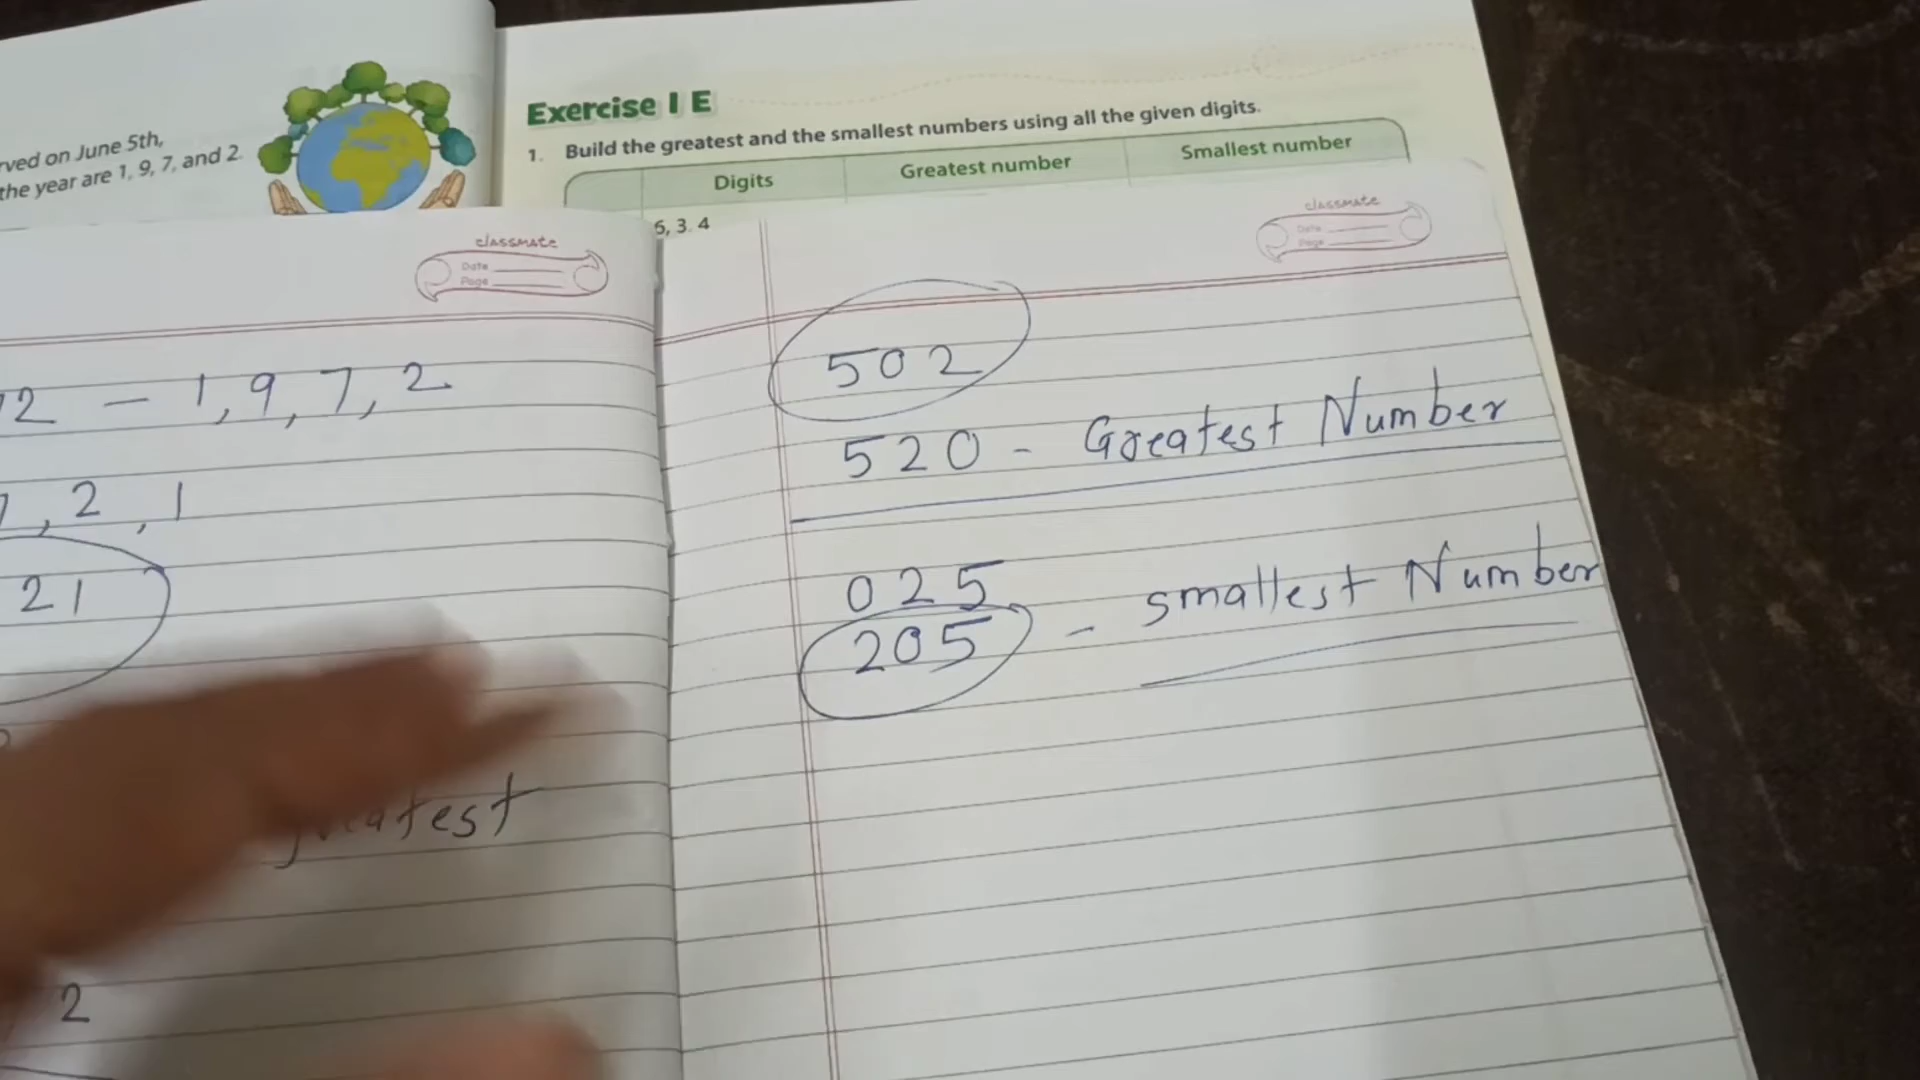 rved on June 5th,
the year are 1, 9, 7, and 2.
Exercise 1 E
1. Build the greatest and the smallest numbers using all the given digits.
Digits Greatest number Smallest number
6, 3. 4
classmate
Date
Page
2 – 1, 9, 7, 2
, 2, 1
21
greatest
2
classmate
Date
Page
502
520 - Greatest Number
025
205 - smallest Number